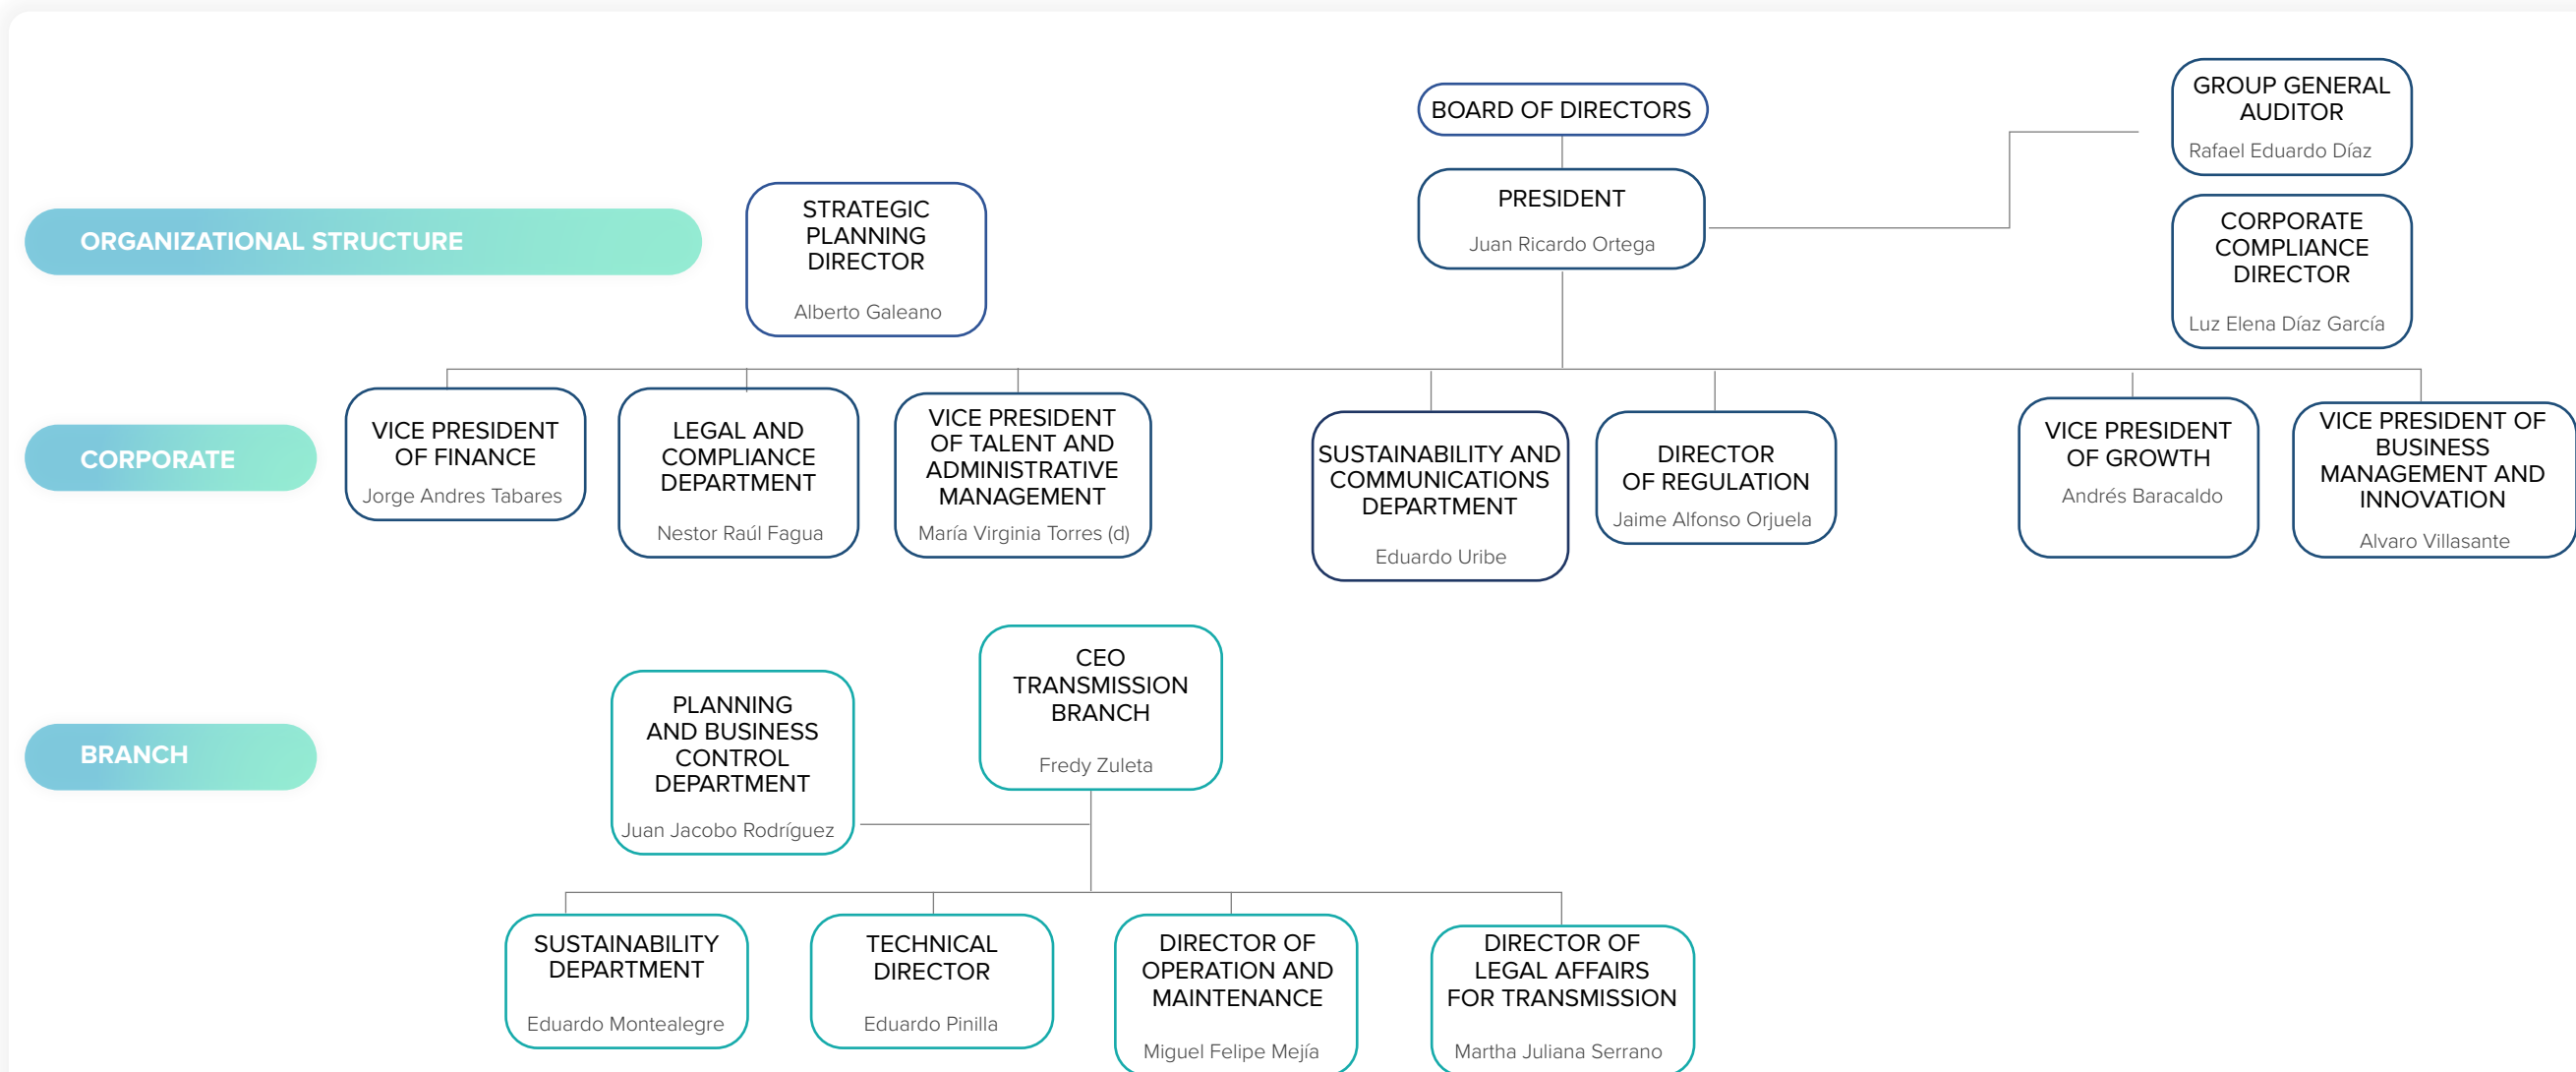 BOARD OF DIRECTORS
GROUP GENERAL
AUDITOR
Rafael Eduardo Díaz
PRESIDENT
Juan Ricardo Ortega
ORGANIZATIONAL STRUCTURE
STRATEGIC
PLANNING
DIRECTOR
Alberto Galeano
CORPORATE
COMPLIANCE
DIRECTOR
Luz Elena Díaz García
CORPORATE
VICE PRESIDENT
OF FINANCE
Jorge Andres Tabares
LEGAL AND
COMPLIANCE
DEPARTMENT
Nestor Raúl Fagua
VICE PRESIDENT
OF TALENT AND
ADMINISTRATIVE
MANAGEMENT
María Virginia Torres (d)
SUSTAINABILITY AND
COMMUNICATIONS
DEPARTMENT
Eduardo Uribe
DIRECTOR
OF REGULATION
Jaime Alfonso Orjuela
VICE PRESIDENT
OF GROWTH
Andrés Baracaldo
VICE PRESIDENT OF
BUSINESS
MANAGEMENT AND
INNOVATION
Alvaro Villasante
BRANCH
PLANNING
AND BUSINESS
CONTROL
DEPARTMENT
Juan Jacobo Rodríguez
CEO
TRANSMISSION
BRANCH
Fredy Zuleta
SUSTAINABILITY
DEPARTMENT
Eduardo Montealegre
TECHNICAL
DIRECTOR
Eduardo Pinilla
DIRECTOR OF
OPERATION AND
MAINTENANCE
Miguel Felipe Mejía
DIRECTOR OF
LEGAL AFFAIRS
FOR TRANSMISSION
Martha Juliana Serrano